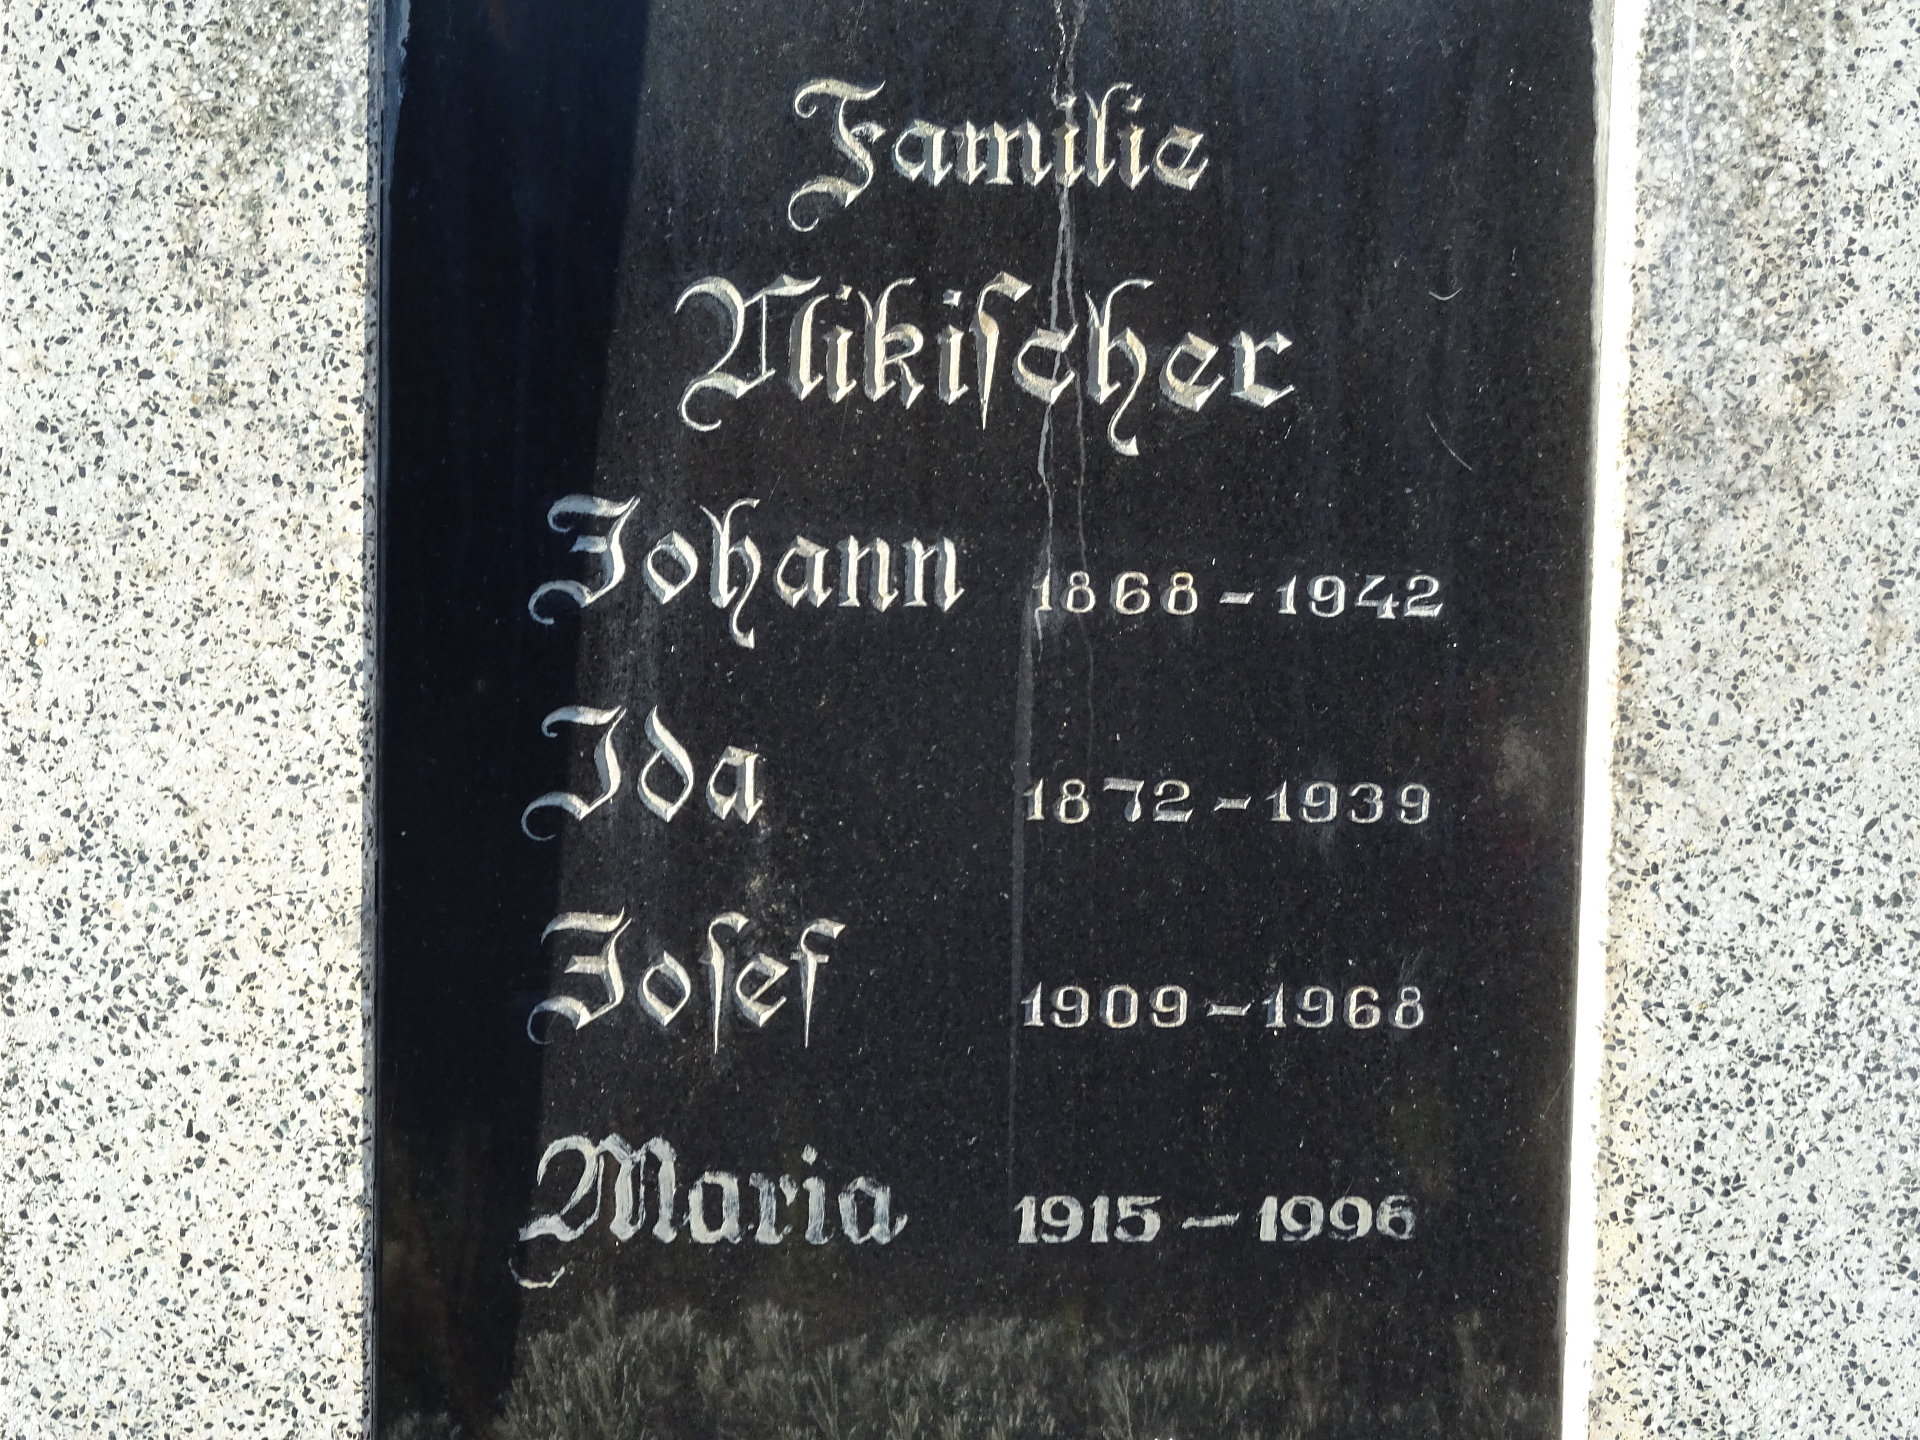 Familie
Nikischer
Johann 1868 - 1942
Ida 1872 - 1939
Josef 1909 - 1968
Maria 1915 - 1996